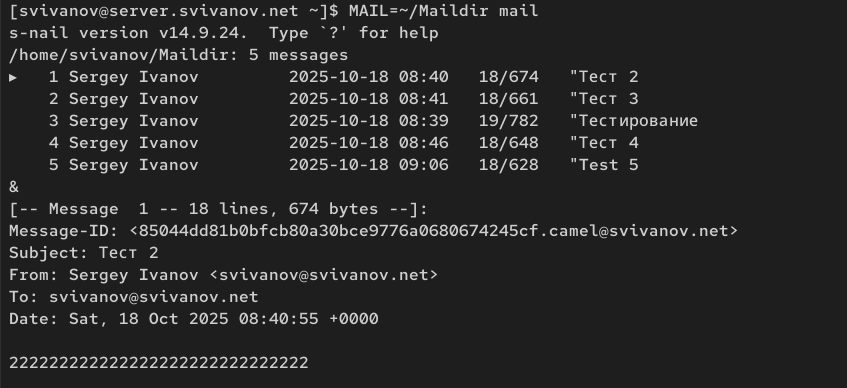 [svivanov@server.svivanov.net ~]$ MAIL=~/Maildir mail
s-nail version v14.9.24.  Type `?' for help
/home/svivanov/Maildir: 5 messages
▸   1 Sergey Ivanov         2025-10-18 08:40   18/674   "Тест 2
    2 Sergey Ivanov         2025-10-18 08:41   18/661   "Тест 3
    3 Sergey Ivanov         2025-10-18 08:39   19/782   "Тестирование
    4 Sergey Ivanov         2025-10-18 08:46   18/648   "Тест 4
    5 Sergey Ivanov         2025-10-18 09:06   18/628   "Test 5
&
[-- Message  1 -- 18 lines, 674 bytes --]:
Message-ID: <85044dd81b0bfcb80a30bce9776a0680674245cf.camel@svivanov.net>
Subject: Тест 2
From: Sergey Ivanov <svivanov@svivanov.net>
To: svivanov@svivanov.net
Date: Sat, 18 Oct 2025 08:40:55 +0000

222222222222222222222222222222